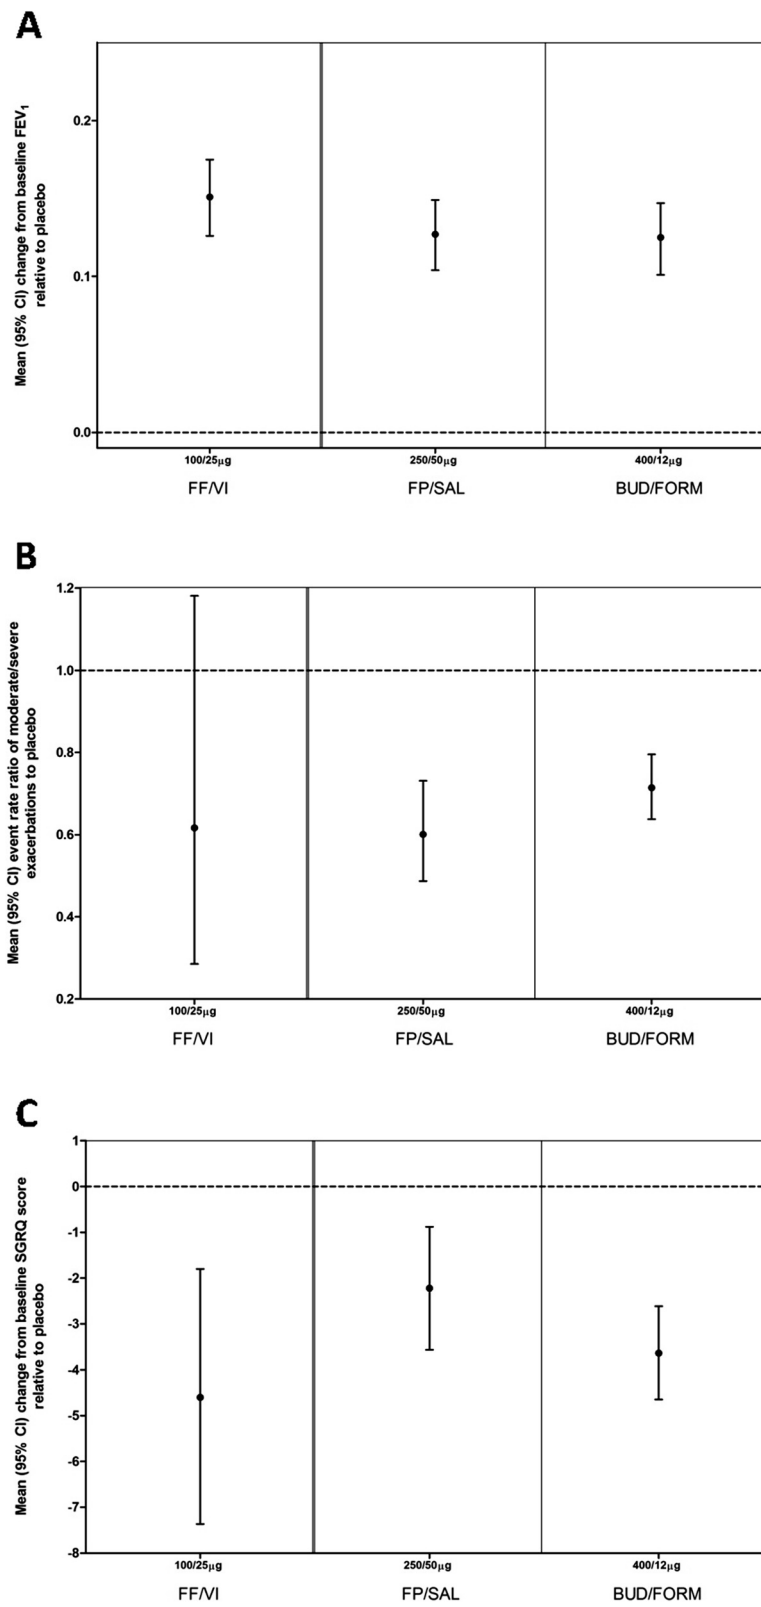 A
Mean (95% CI) change from baseline FEV₁
relative to placebo
0.2
0.1
0.0
100/25µg
250/50µg
400/12µg
FF/VI
FP/SAL
BUD/FORM
B
Mean (95% CI) event rate ratio of moderate/severe
exacerbations to placebo
1.2
1.0
0.8
0.6
0.4
0.2
100/25µg
250/50µg
400/12µg
FF/VI
FP/SAL
BUD/FORM
C
Mean (95% CI) change from baseline SGRQ score
relative to placebo
1
0
-1
-2
-3
-4
-5
-6
-7
-8
100/25µg
250/50µg
400/12µg
FF/VI
FP/SAL
BUD/FORM